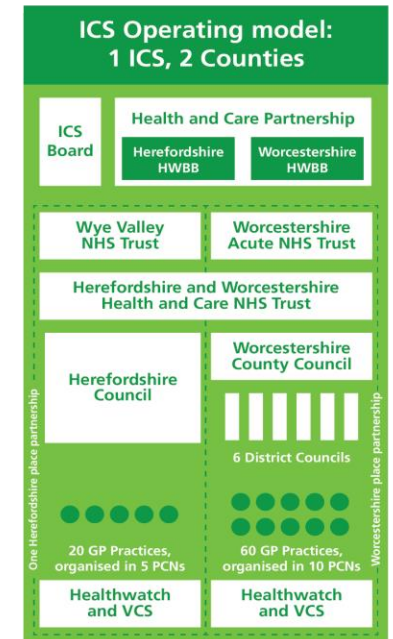 ICS Operating model:
1 ICS, 2 Counties
ICS
Board
Health and Care Partnership
Herefordshire
HWBB
Worcestershire
HWBB
Wye Valley
NHS Trust
Worcestershire
Acute NHS Trust
Herefordshire and Worcestershire
Health and Care NHS Trust
Herefordshire
Council
Worcestershire
County Council
6 District Councils
One Herefordshire place partnership
Worcestershire place partnership
20 GP Practices,
organised in 5 PCNs
60 GP Practices,
organised in 10 PCNs
Healthwatch
and VCS
Healthwatch
and VCS